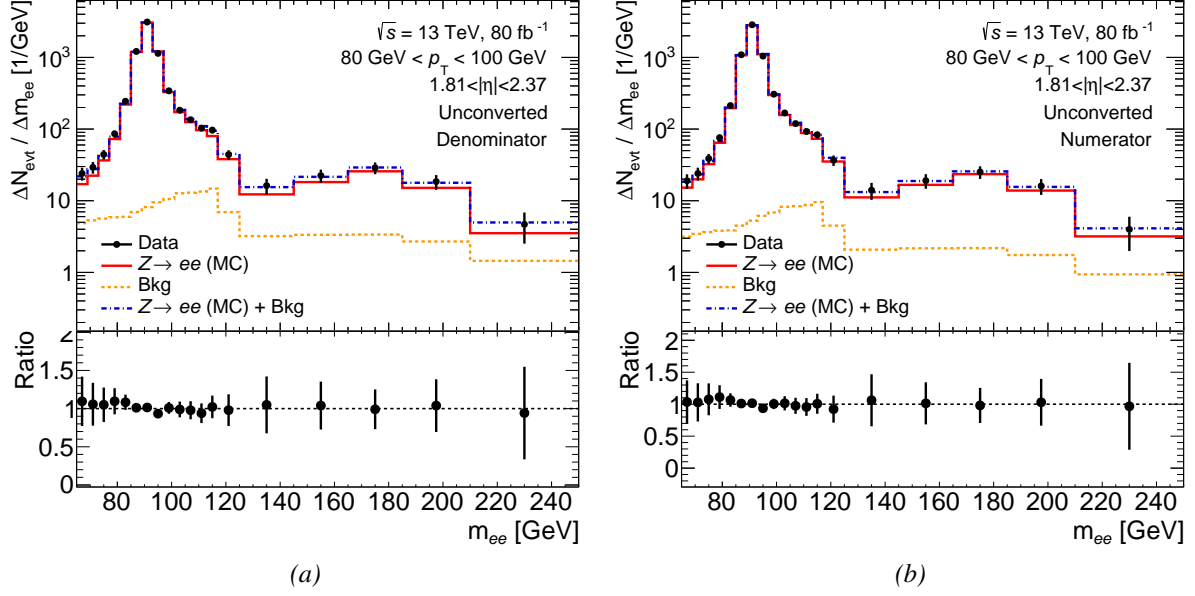 ΔN_evt / Δm_ee [1/GeV]
10³
10²
10
1
√s = 13 TeV, 80 fb⁻¹
80 GeV < p_T < 100 GeV
1.81<|η|<2.37
Unconverted
Denominator
Data
Z→ ee (MC)
Bkg
Z→ ee (MC) + Bkg
Ratio
2
1.5
1
0.5
0
80 100 120 140 160 180 200 220 240
m_ee [GeV]
(a)
ΔN_evt / Δm_ee [1/GeV]
10³
10²
10
1
√s = 13 TeV, 80 fb⁻¹
80 GeV < p_T < 100 GeV
1.81<|η|<2.37
Unconverted
Numerator
Data
Z→ ee (MC)
Bkg
Z→ ee (MC) + Bkg
Ratio
2
1.5
1
0.5
0
80 100 120 140 160 180 200 220 240
m_ee [GeV]
(b)